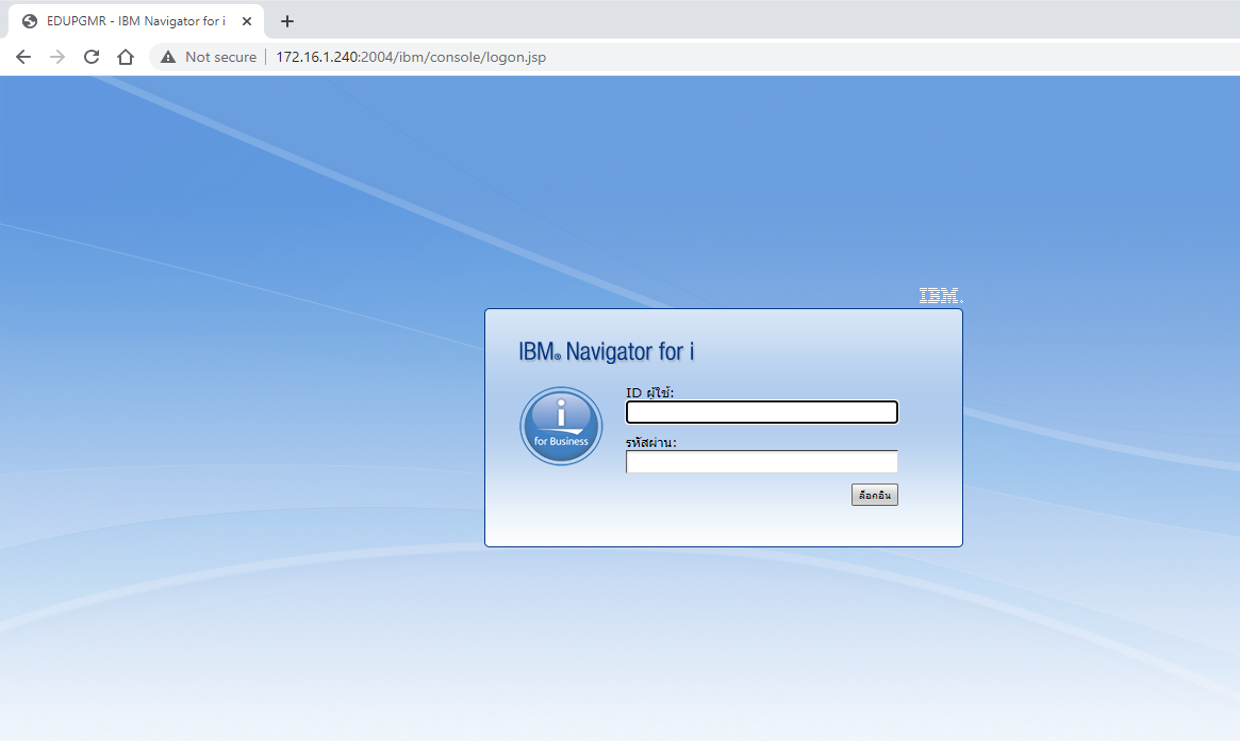 EDUPGMR - IBM Navigator for i
Not secure
172.16.1.240:2004/ibm/console/logon.jsp
IBM.
IBM® Navigator for i
i
for Business
ID ผู้ใช้:
รหัสผ่าน:
ล็อกอิน